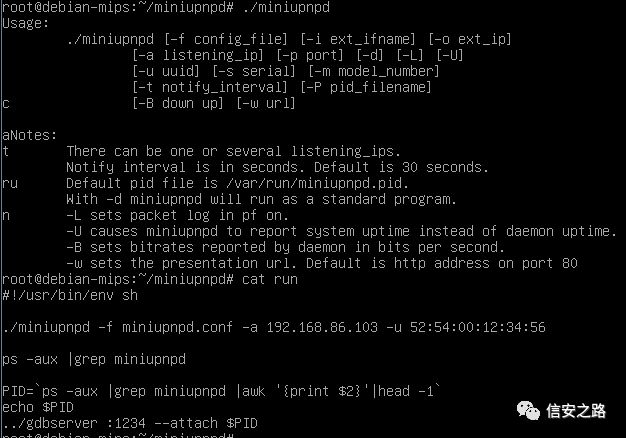 root@debian-mips:~/miniupnpd# ./miniupnpd
Usage:
        ./miniupnpd [-f config_file] [-i ext_ifname] [-o ext_ip]
                [-a listening_ip] [-p port] [-d] [-L] [-U]
                [-u uuid] [-s serial] [-m model_number]
                [-t notify_interval] [-P pid_filename]
c               [-B down up] [-w url]
aNotes:
t       There can be one or several listening_ips.
        Notify interval is in seconds. Default is 30 seconds.
ru      Default pid file is /var/run/miniupnpd.pid.
        With -d miniupnpd will run as a standard program.
n       -L sets packet log in pf on.
        -U causes miniupnpd to report system uptime instead of daemon uptime.
        -B sets bitrates reported by daemon in bits per second.
        -w sets the presentation url. Default is http address on port 80
root@debian-mips:~/miniupnpd# cat run
#!/usr/bin/env sh
./miniupnpd -f miniupnpd.conf -a 192.168.86.103 -u 52:54:00:12:34:56
ps -aux |grep miniupnpd
PID=`ps -aux |grep miniupnpd |awk '{print $2}'|head -1`
echo $PID
../gdbserver :1234 --attach $PID
root@debian-mips:~/miniupnpd#
信安之路